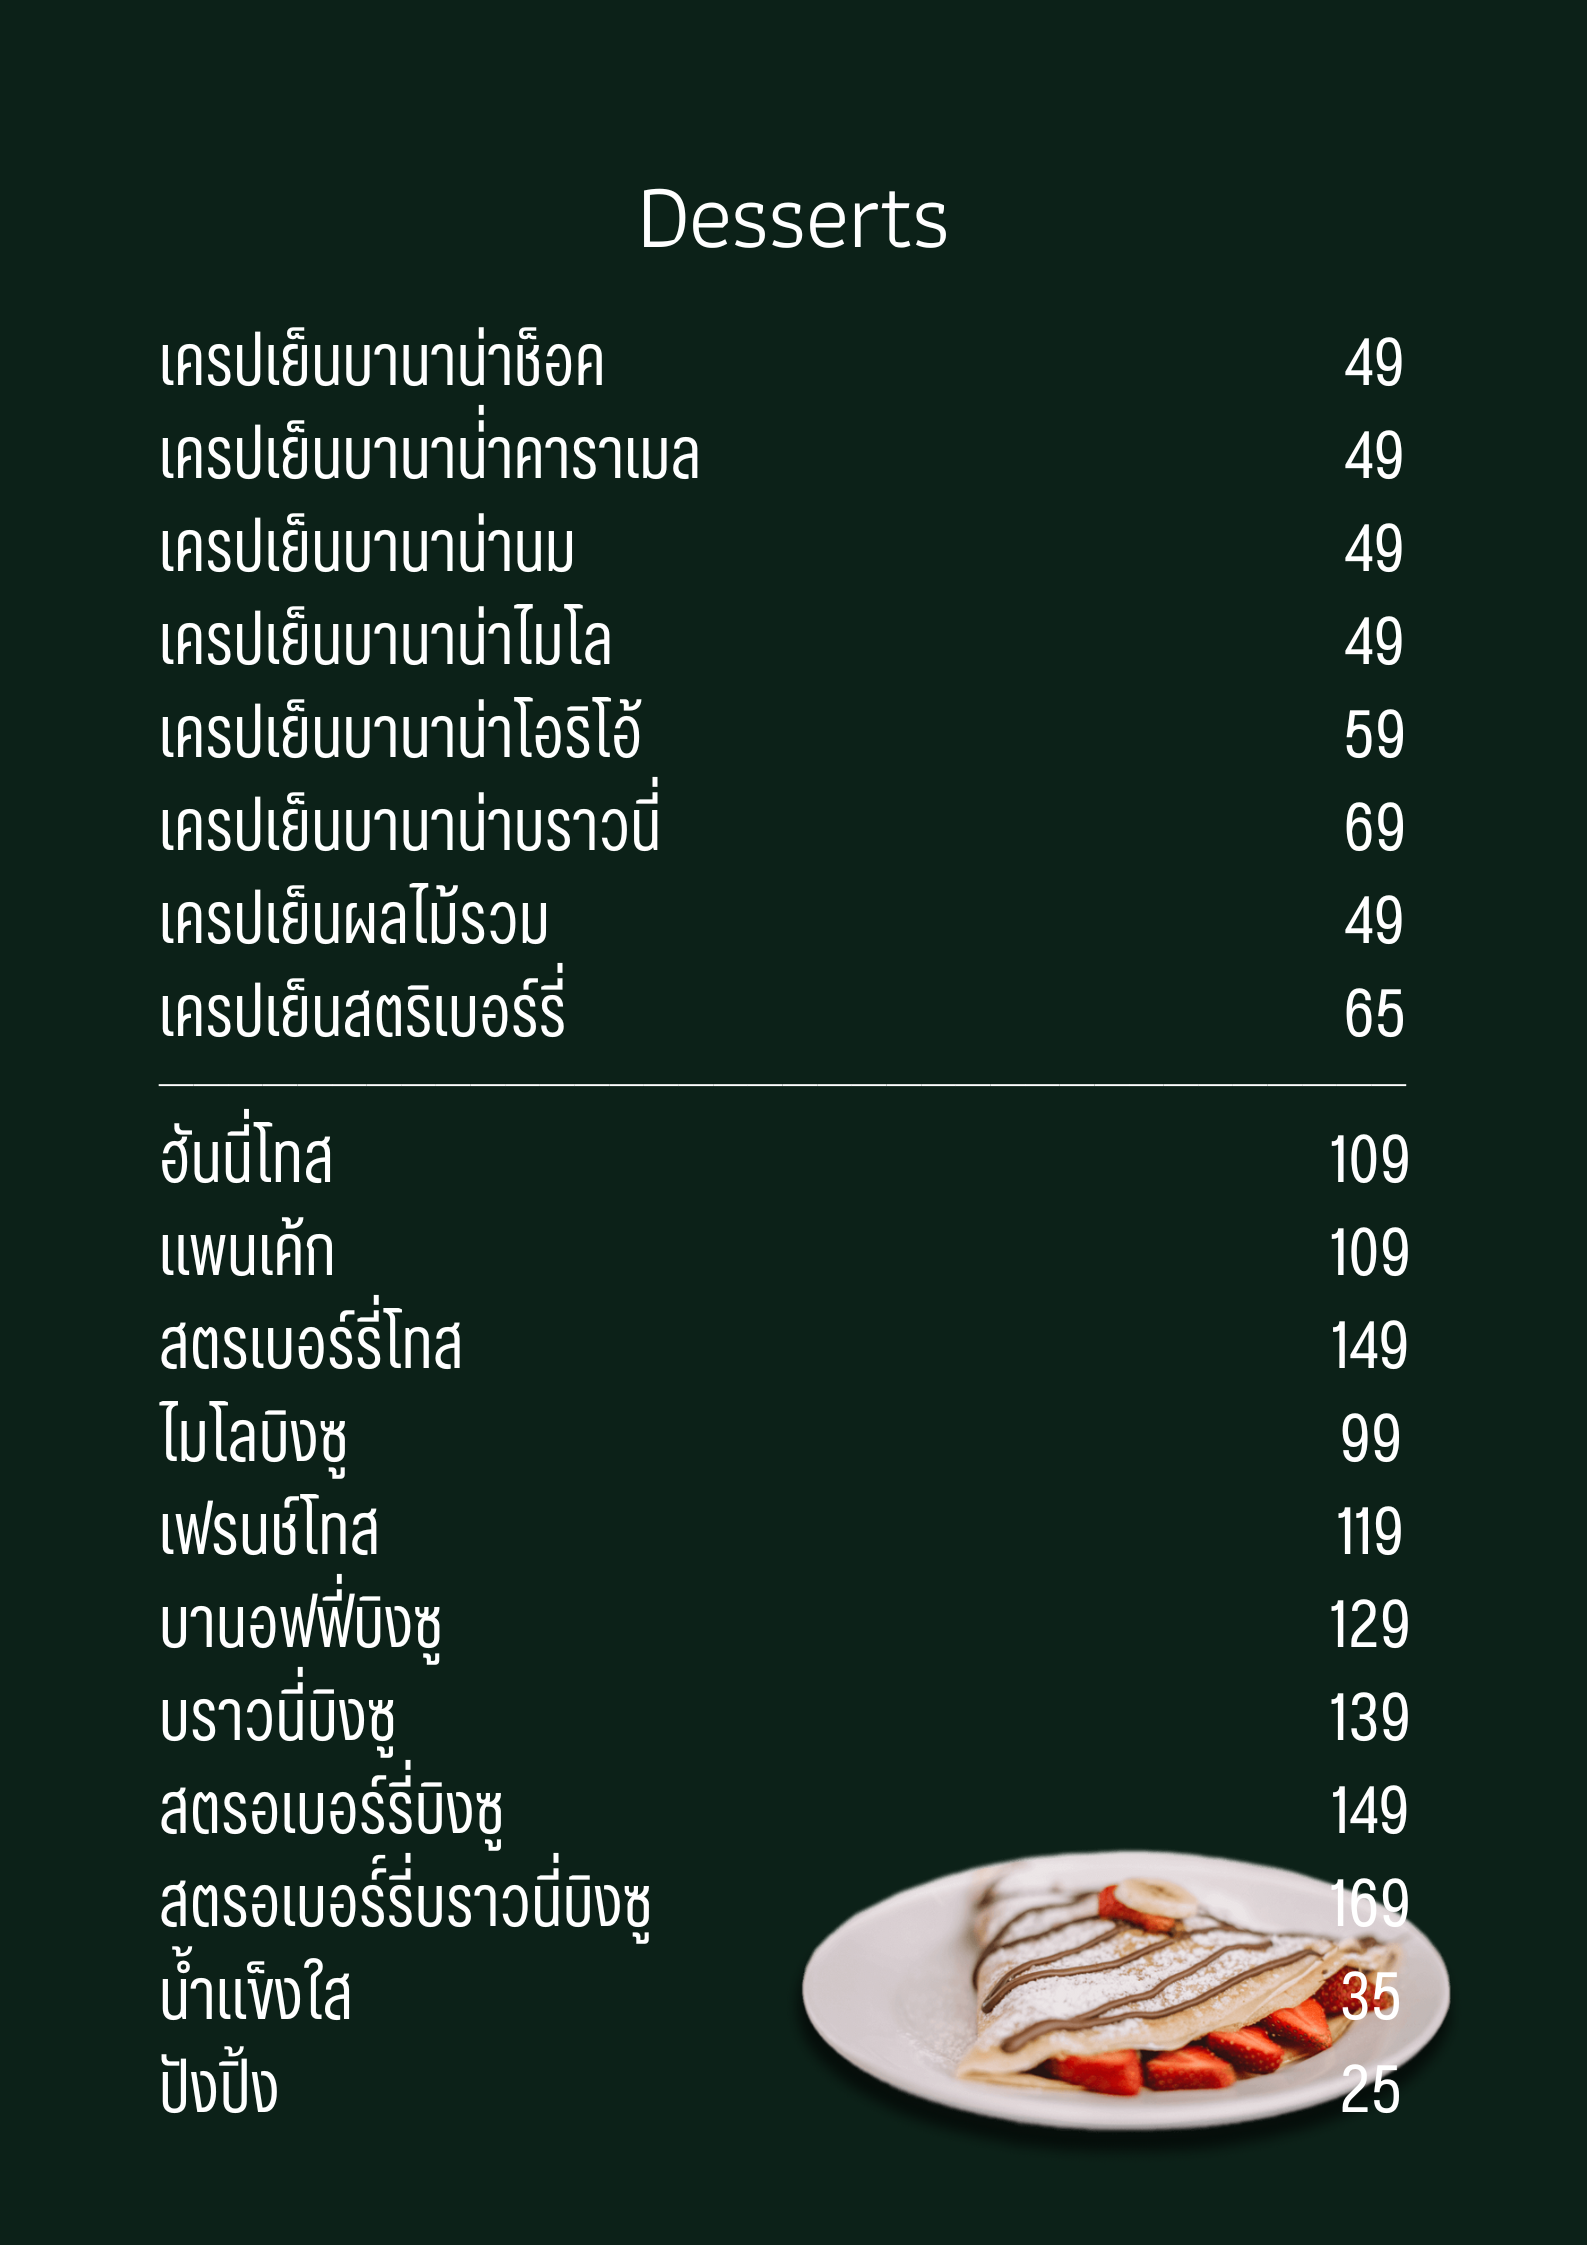 Desserts
เครปเย็นบานาน่าช็อค 49
เครปเย็นบานาน่่าคาราเมล 49
เครปเย็นบานาน่านม 49
เครปเย็นบานาน่าไมโล 49
เครปเย็นบานาน่าโอริโอ้ 59
เครปเย็นบานาน่าบราวนี่ 69
เครปเย็นผลไม้รวม 49
เครปเย็นสตริเบอร์รี่ 65
ฮันนี่โทส 109
แพนเค้ก 109
สตรเบอร์รี่โทส 149
ไมโลบิงซู 99
เฟรนช์โทส 119
บานอฟฟี่บิงซู 129
บราวนี่บิงซู 139
สตรอเบอร์รี่บิงซู 149
สตรอเบอร์์รี่บราวนี่บิงซู 169
น้ำแข็งใส 35
ปังปิ้ง 25